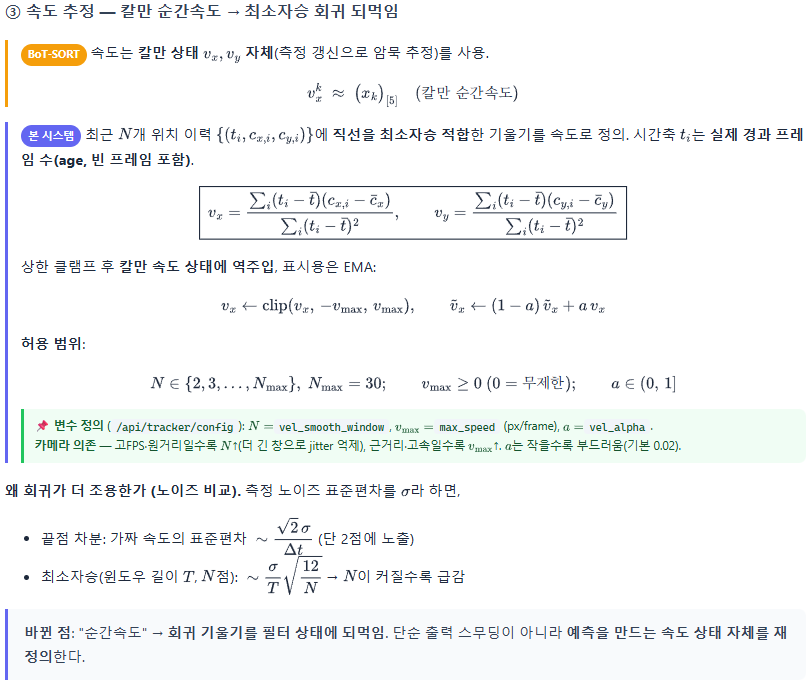 ③ 속도 추정 — 칼만 순간속도 → 최소자승 회귀 되먹임
BoT-SORT 속도는 칼만 상태 $v_x, v_y$ 자체(측정 갱신으로 암묵 추정)를 사용.
$v_x^k \approx (x_k)_{[5]}$ (칼만 순간속도)
본 시스템 최근 $N$개 위치 이력 $\{(t_i, c_{x,i}, c_{y,i})\}$에 직선을 최소자승 적합한 기울기를 속도로 정의. 시간축 $t_i$는 실제 경과 프레
임 수(age, 빈 프레임 포함).
$v_x = \frac{\sum_i (t_i - \bar{t})(c_{x,i} - \bar{c}_x)}{\sum_i (t_i - \bar{t})^2}, \quad v_y = \frac{\sum_i (t_i - \bar{t})(c_{y,i} - \bar{c}_y)}{\sum_i (t_i - \bar{t})^2}$
상한 클램프 후 칼만 속도 상태에 역주입, 표시용은 EMA:
$v_x \leftarrow \text{clip}(v_x, -v_{\max}, v_{\max}), \quad \tilde{v}_x \leftarrow (1 - a)\,\tilde{v}_x + a\,v_x$
허용 범위:
$N \in \{2, 3, \ldots, N_{\max}\},\ N_{\max} = 30; \quad v_{\max} \geq 0\ (0 = \text{무제한}); \quad a \in (0, 1]$
📌 변수 정의 ( /api/tracker/config ): $N =$ vel_smooth_window , $v_{\max} =$ max_speed (px/frame), $a =$ vel_alpha .
카메라 의존 — 고FPS·원거리일수록 $N$↑(더 긴 창으로 jitter 억제), 근거리·고속일수록 $v_{\max}$↑. $a$는 작을수록 부드러움(기본 0.02).
왜 회귀가 더 조용한가 (노이즈 비교). 측정 노이즈 표준편차를 $\sigma$라 하면,
• 끝점 차분: 가짜 속도의 표준편차 $\sim \frac{\sqrt{2}\,\sigma}{\Delta t}$ (단 2점에 노출)
• 최소자승(윈도우 길이 $T$, $N$점): $\sim \frac{\sigma}{T}\sqrt{\frac{12}{N}}$ → $N$이 커질수록 급감
바뀐 점: "순간속도" → 회귀 기울기를 필터 상태에 되먹임. 단순 출력 스무딩이 아니라 예측을 만드는 속도 상태 자체를 재
정의한다.